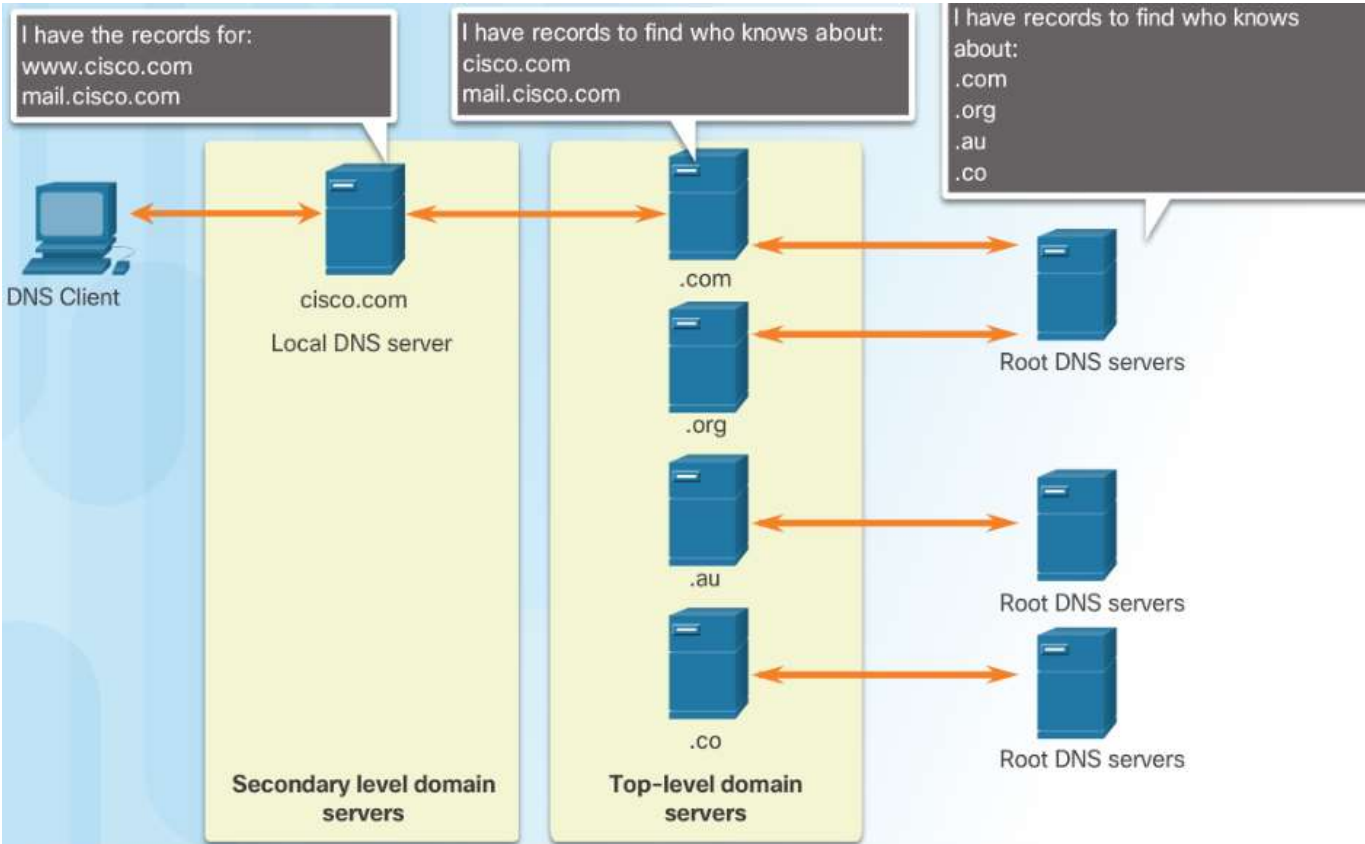 I have the records for:
www.cisco.com
mail.cisco.com
I have records to find who knows about:
cisco.com
mail.cisco.com
I have records to find who knows
about:
.com
.org
.au
.co
DNS Client
cisco.com
Local DNS server
.com
.org
.au
.co
Root DNS servers
Root DNS servers
Root DNS servers
Secondary level domain
servers
Top-level domain
servers